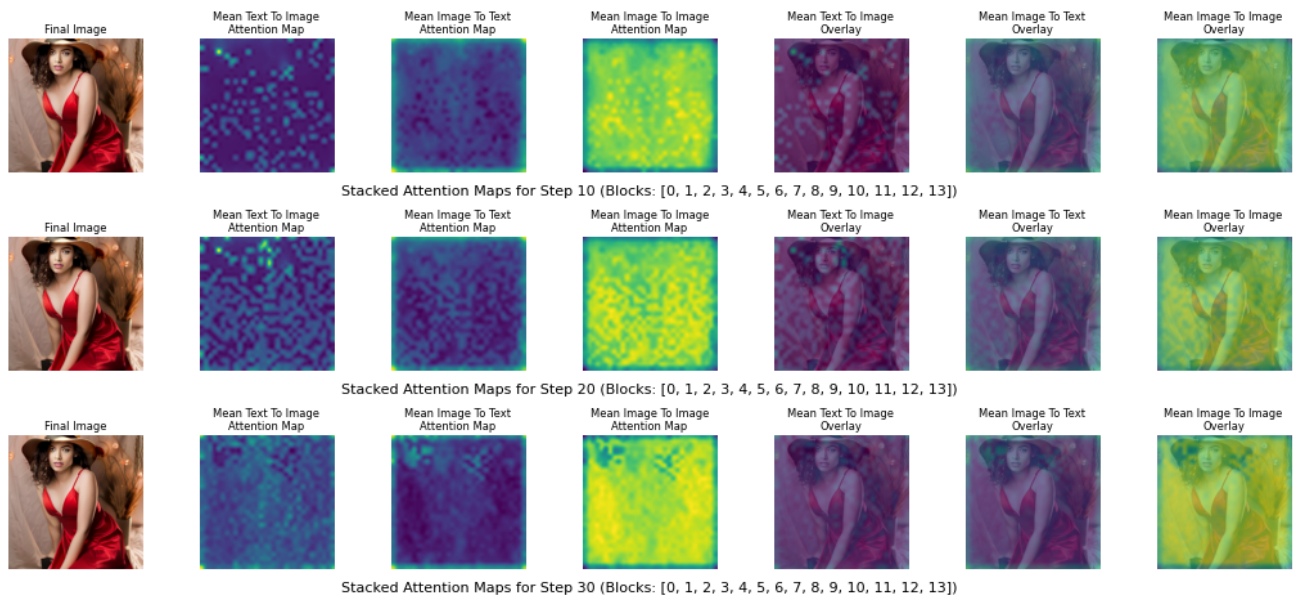 Final Image
Mean Text To Image
Attention Map
Mean Image To Text
Attention Map
Mean Image To Image
Attention Map
Mean Text To Image
Overlay
Mean Image To Text
Overlay
Mean Image To Image
Overlay
Stacked Attention Maps for Step 10 (Blocks: [0, 1, 2, 3, 4, 5, 6, 7, 8, 9, 10, 11, 12, 13])
Final Image
Mean Text To Image
Attention Map
Mean Image To Text
Attention Map
Mean Image To Image
Attention Map
Mean Text To Image
Overlay
Mean Image To Text
Overlay
Mean Image To Image
Overlay
Stacked Attention Maps for Step 20 (Blocks: [0, 1, 2, 3, 4, 5, 6, 7, 8, 9, 10, 11, 12, 13])
Final Image
Mean Text To Image
Attention Map
Mean Image To Text
Attention Map
Mean Image To Image
Attention Map
Mean Text To Image
Overlay
Mean Image To Text
Overlay
Mean Image To Image
Overlay
Stacked Attention Maps for Step 30 (Blocks: [0, 1, 2, 3, 4, 5, 6, 7, 8, 9, 10, 11, 12, 13])